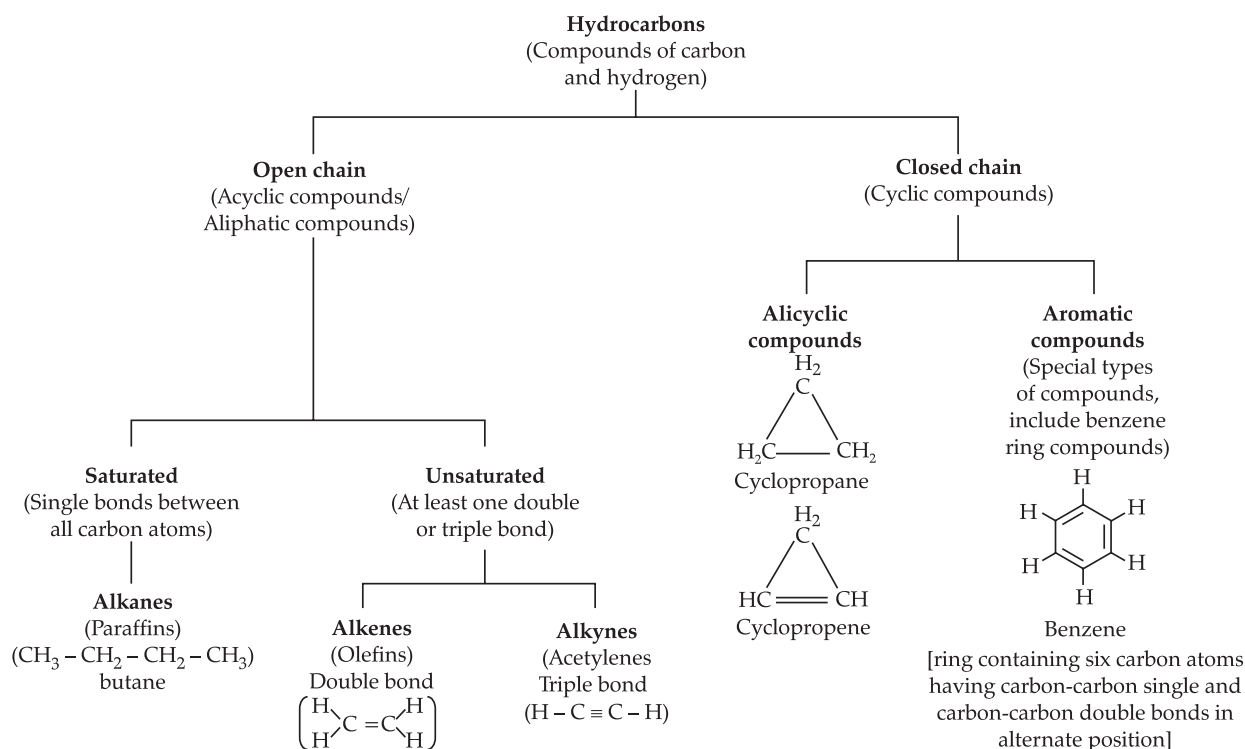 Hydrocarbons
(Compounds of carbon
and hydrogen)
Open chain
(Acyclic compounds/
Aliphatic compounds)
Closed chain
(Cyclic compounds)
Saturated
(Single bonds between
all carbon atoms)
Alkanes
(Paraffins)
(CH₃ – CH₂ – CH₂ – CH₃)
butane
Unsaturated
(At least one double
or triple bond)
Alkenes
(Olefins)
Double bond
H H
C = C
H H
Alkynes
(Acetylenes
Triple bond
(H – C ≡ C – H)
Alicyclic
compounds
H₂
C
H₂C CH₂
Cyclopropane
H₂
C
HC CH
Cyclopropene
Aromatic
compounds
(Special types
of compounds,
include benzene
ring compounds)
H
H H
H H
H
Benzene
[ring containing six carbon atoms
having carbon-carbon single and
carbon-carbon double bonds in
alternate position]